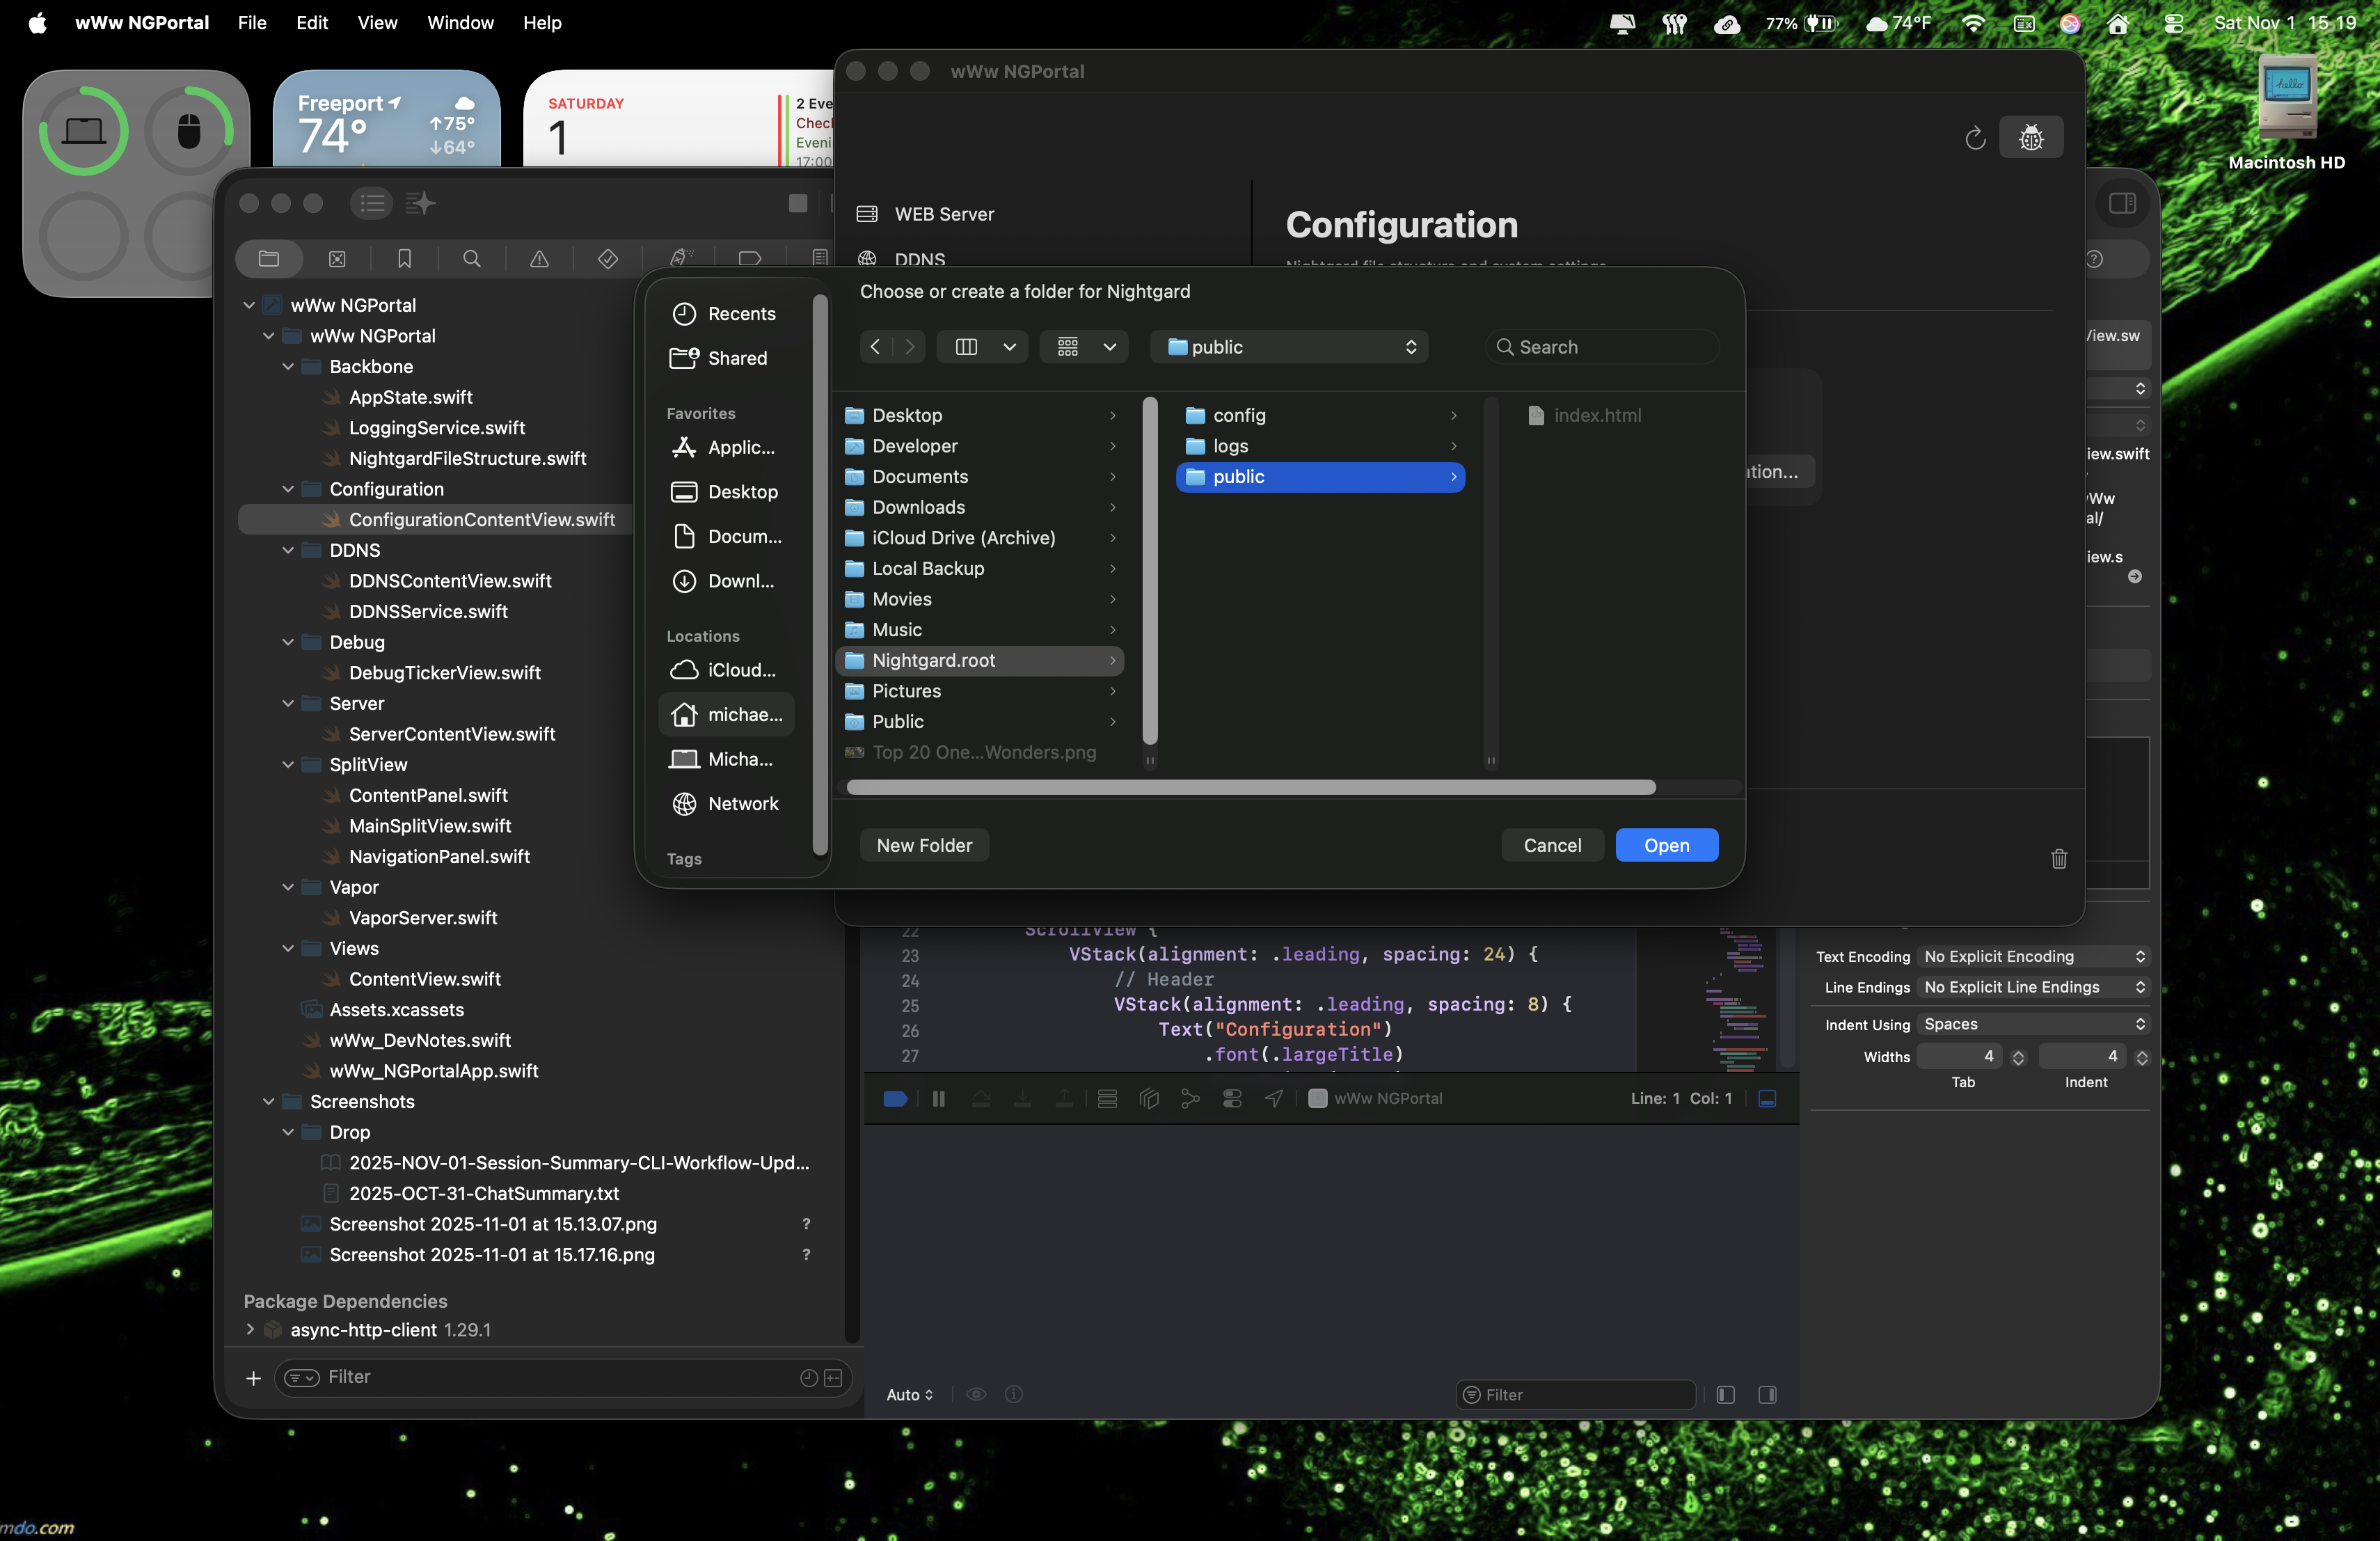 wWw NGPortal File Edit View Window Help
77% 74°F Sat Nov 1 15:19
Macintosh HD
Freeport
74°
↑75°
↓64°
SATURDAY
1
2 Eve
Chec
Eveni
17:00
wWw NGPortal
WEB Server
DDNS
Configuration
Nightgard file structure and system settings
wWw NGPortal
wWw NGPortal
Backbone
AppState.swift
LoggingService.swift
NightgardFileStructure.swift
Configuration
ConfigurationContentView.swift
DDNS
DDNSContentView.swift
DDNSService.swift
Debug
DebugTickerView.swift
Server
ServerContentView.swift
SplitView
ContentPanel.swift
MainSplitView.swift
NavigationPanel.swift
Vapor
VaporServer.swift
Views
ContentView.swift
Assets.xcassets
wWw_DevNotes.swift
wWw_NGPortalApp.swift
Screenshots
Drop
2025-NOV-01-Session-Summary-CLI-Workflow-Upd...
2025-OCT-31-ChatSummary.txt
Screenshot 2025-11-01 at 15.13.07.png ?
Screenshot 2025-11-01 at 15.17.16.png ?
Package Dependencies
async-http-client 1.29.1
Filter
Choose or create a folder for Nightgard
public
Search
Recents
Shared
Favorites
Applic...
Desktop
Docum...
Downl...
Locations
iCloud...
michae...
Micha...
Network
Tags
Desktop
Developer
Documents
Downloads
iCloud Drive (Archive)
Local Backup
Movies
Music
Nightgard.root
Pictures
Public
Top 20 One...Wonders.png
config
logs
public
index.html
New Folder
Cancel
Open
tion...
View.sw
iew.swift
Ww
al/
iew.s
22 ScrollView {
23 VStack(alignment: .leading, spacing: 24) {
24 // Header
25 VStack(alignment: .leading, spacing: 8) {
26 Text("Configuration")
27 .font(.largeTitle)
wWw NGPortal
Line: 1 Col: 1
Auto
Filter
Text Encoding No Explicit Encoding
Line Endings No Explicit Line Endings
Indent Using Spaces
Widths 4 4
Tab Indent
mdo.com